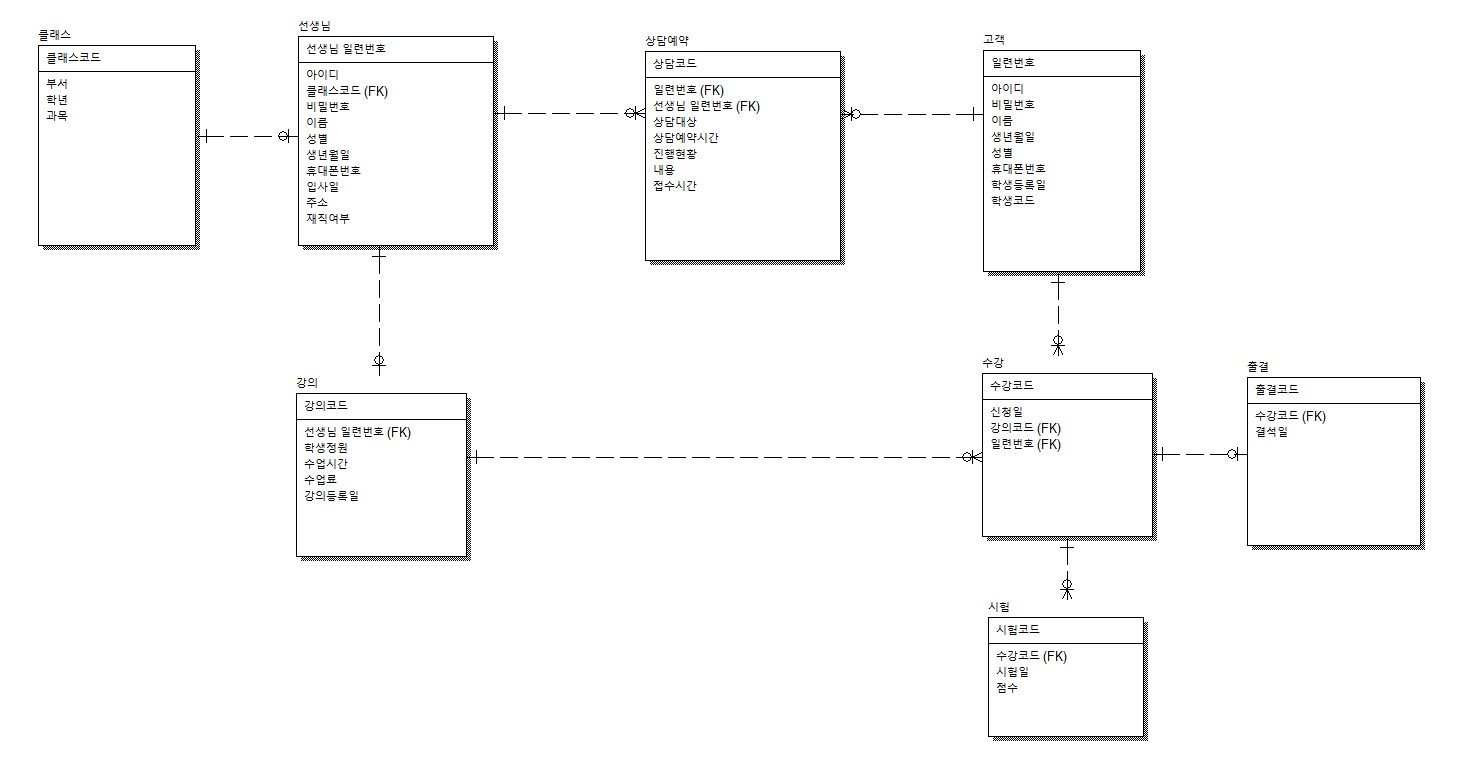 클래스
클래스코드
부서
학년
과목
선생님
선생님 일련번호
아이디
클래스코드 (FK)
비밀번호
이름
성별
생년월일
휴대폰번호
입사일
주소
재직여부
상담예약
상담코드
일련번호 (FK)
선생님 일련번호 (FK)
상담대상
상담예약시간
진행현황
내용
접수시간
고객
일련번호
아이디
비밀번호
이름
생년월일
성별
휴대폰번호
학생등록일
학생코드
강의
강의코드
선생님 일련번호 (FK)
학생정원
수업시간
수업료
강의등록일
수강
수강코드
신청일
강의코드 (FK)
일련번호 (FK)
출결
출결코드
수강코드 (FK)
결석일
시험
시험코드
수강코드 (FK)
시험일
점수